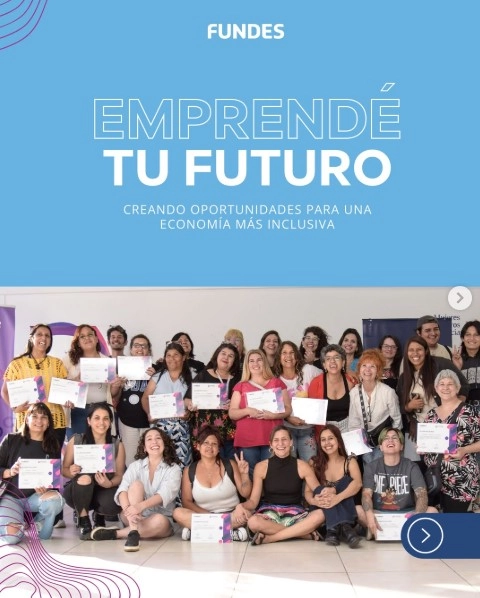 FUNDES
EMPRENDÉ
TU FUTURO
CREANDO OPORTUNIDADES PARA UNA
ECONOMÍA MÁS INCLUSIVA